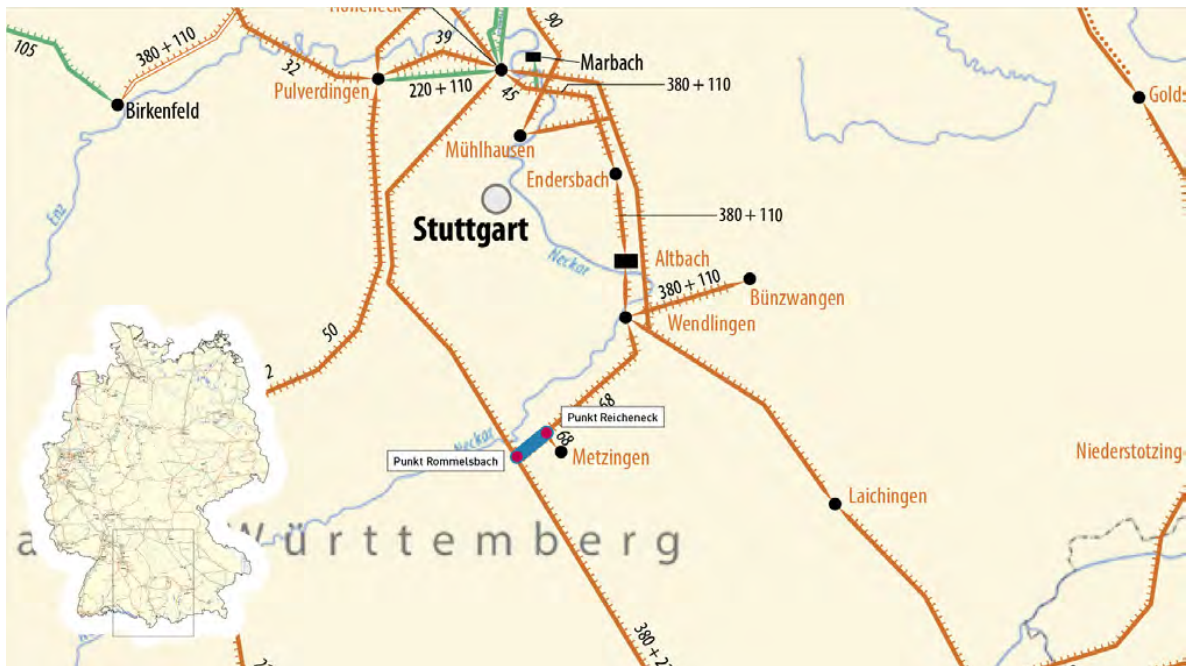 90
39
105
380 + 110
32
Marbach
Pulverdingen
220 + 110
45
380 + 110
Golds
Birkenfeld
Mühlhausen
Endersbach
Enz
380 + 110
Stuttgart
Neckar
Altbach
380 + 110
Bünzwangen
Wendlingen
50
2
68
Punkt Reicheneck
68
Neckar
Punkt Rommelsbach
Metzingen
Niederstotzing
Laichingen
a
Württemberg
380 + 2